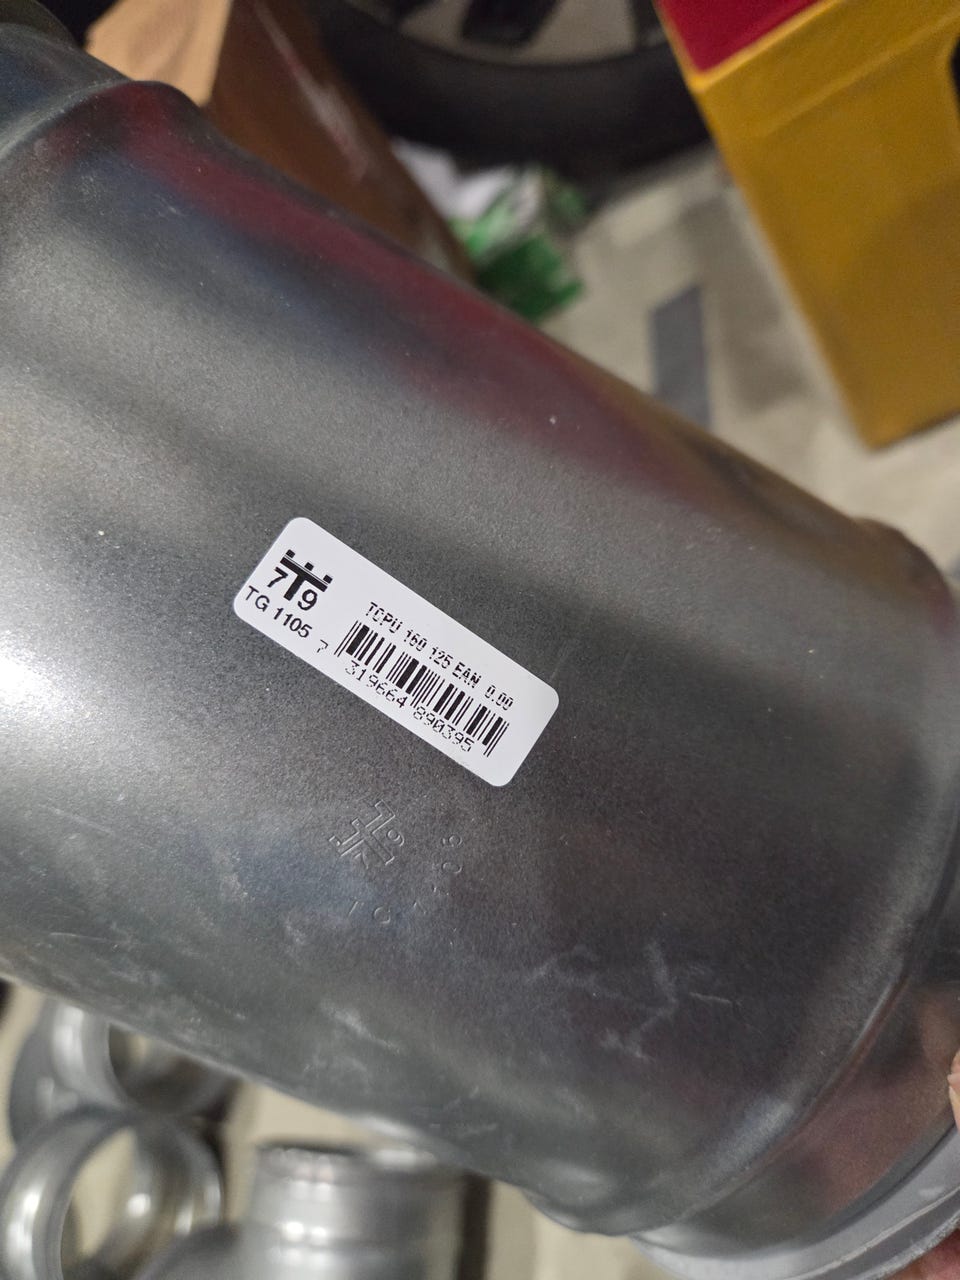 7T9
TG 1105
TCPU 160 125 EAN 0.00
7 319664 890395